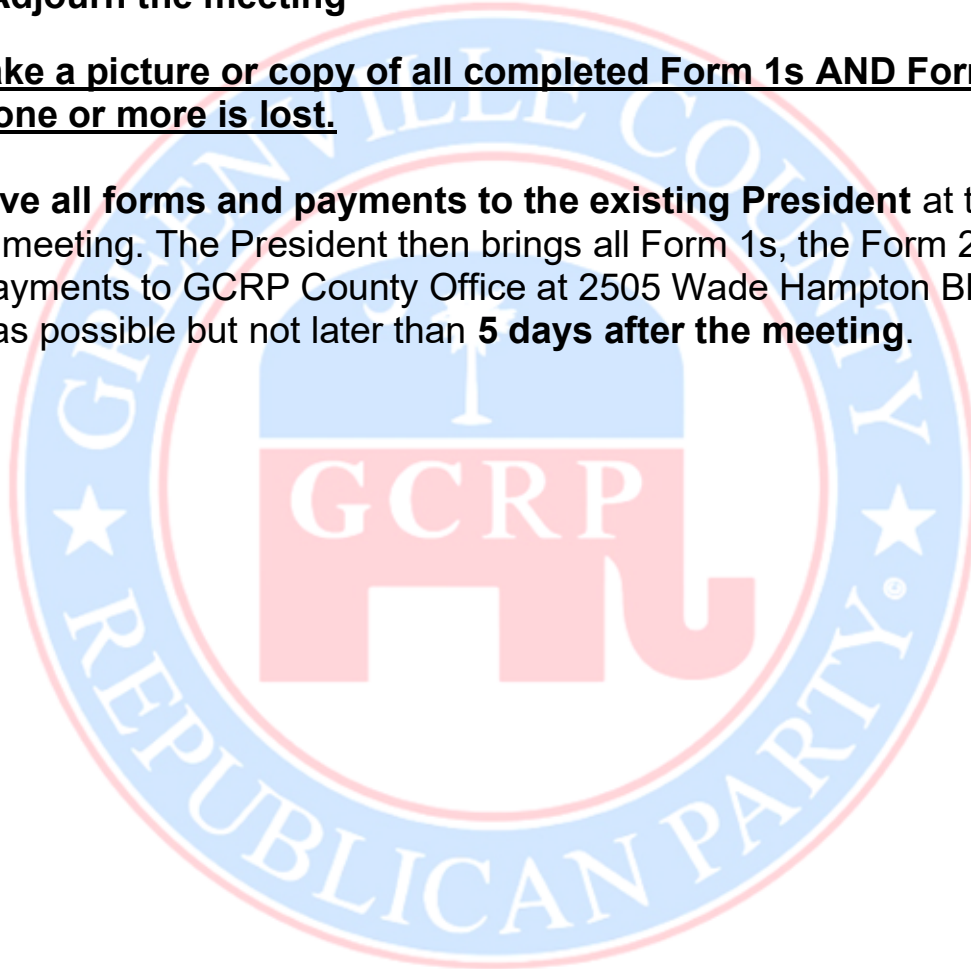 Adjourn the meeting
ake a picture or copy of all completed Form 1s AND Form
one or more is lost.
ve all forms and payments to the existing President at t
meeting. The President then brings all Form 1s, the Form 2
ayments to GCRP County Office at 2505 Wade Hampton Bl
as possible but not later than 5 days after the meeting.
GREENVILLE COUNTY
GCRP
REPUBLICAN PARTY